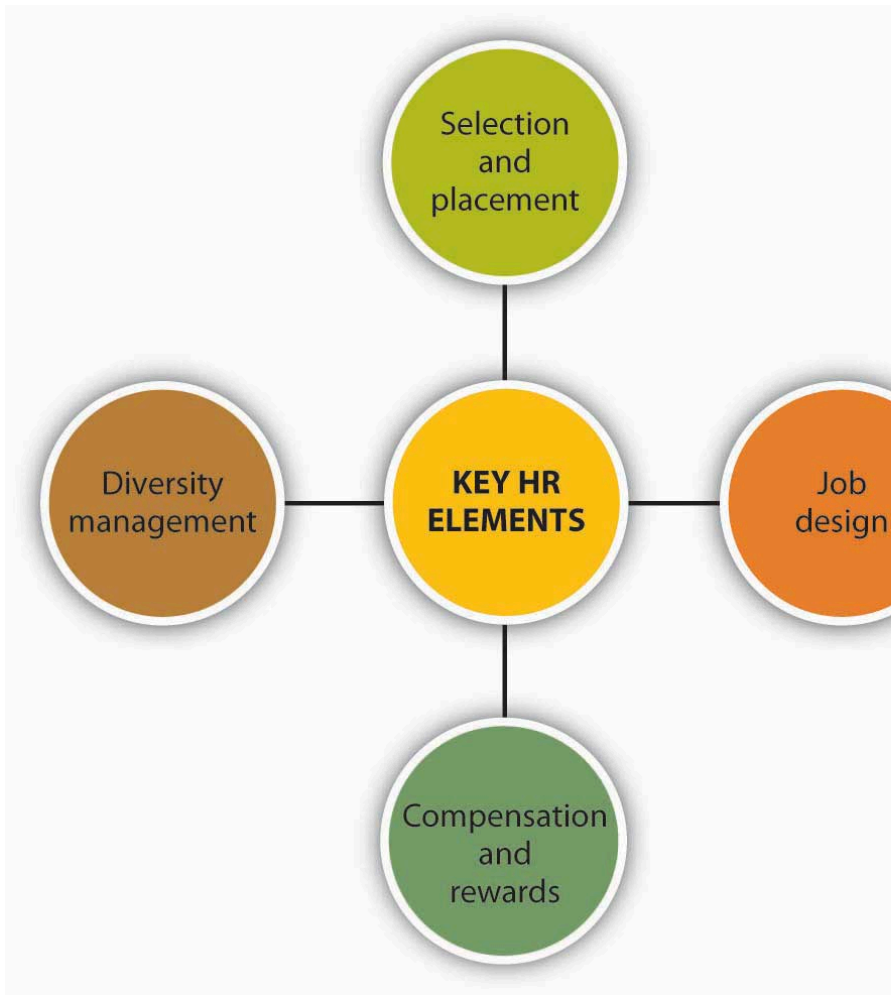 Selection
and
placement
Diversity
management
KEY HR
ELEMENTS
Job
design
Compensation
and
rewards